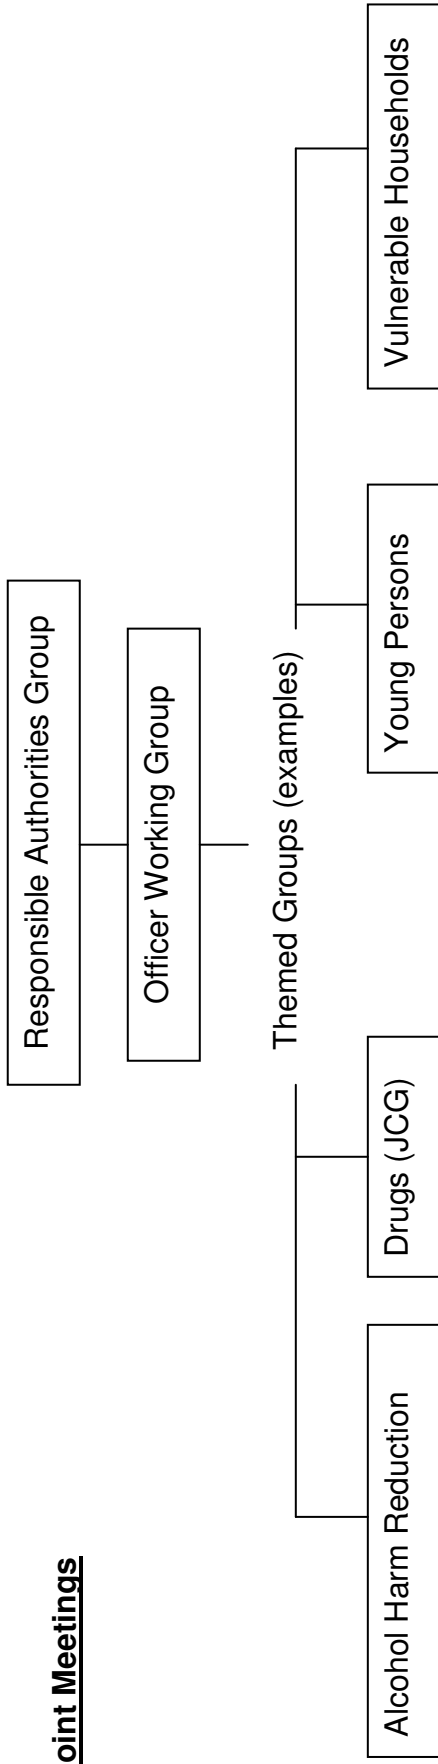 oint Meetings
Responsible Authorities Group
Officer Working Group
Themed Groups (examples)
Alcohol Harm Reduction
Drugs (JCG)
Young Persons
Vulnerable Households